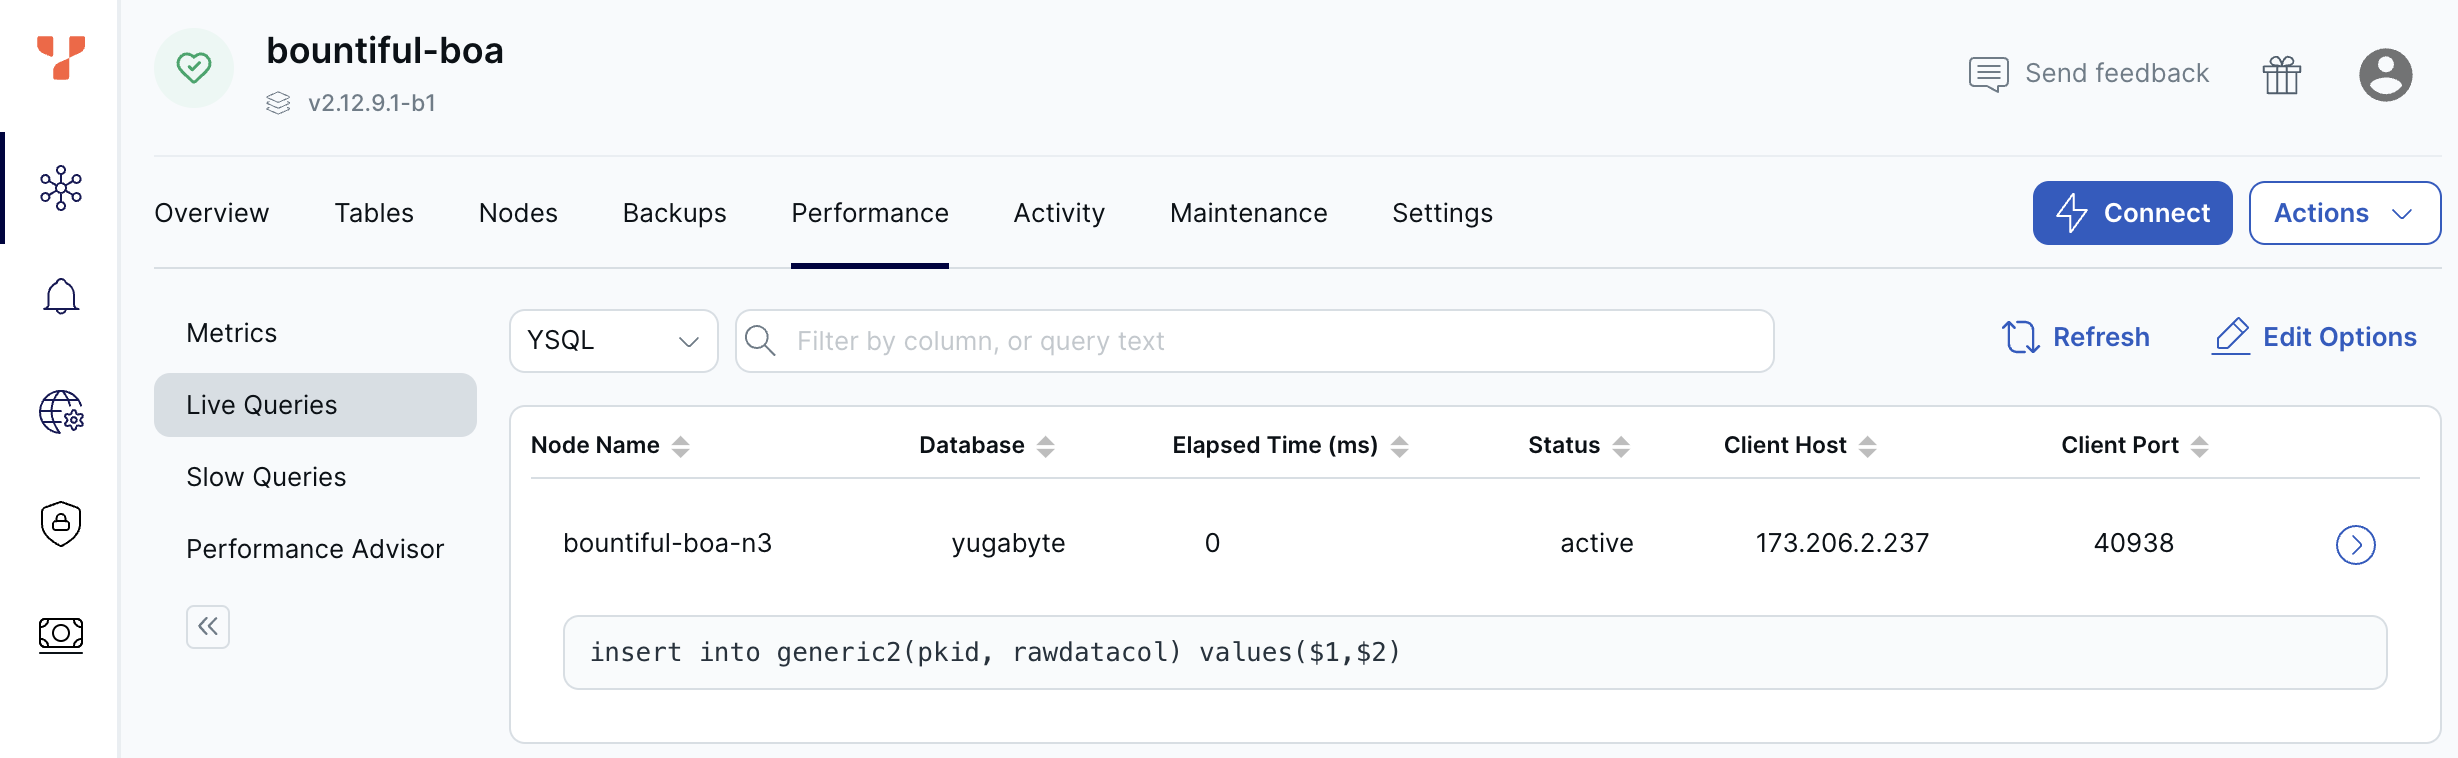 bountiful-boa
v2.12.9.1-b1
Send feedback
Overview Tables Nodes Backups Performance Activity Maintenance Settings Connect Actions
Metrics
Live Queries
Slow Queries
Performance Advisor
YSQL Filter by column, or query text Refresh Edit Options
Node Name Database Elapsed Time (ms) Status Client Host Client Port
bountiful-boa-n3 yugabyte 0 active 173.206.2.237 40938
insert into generic2(pkid, rawdatacol) values($1,$2)